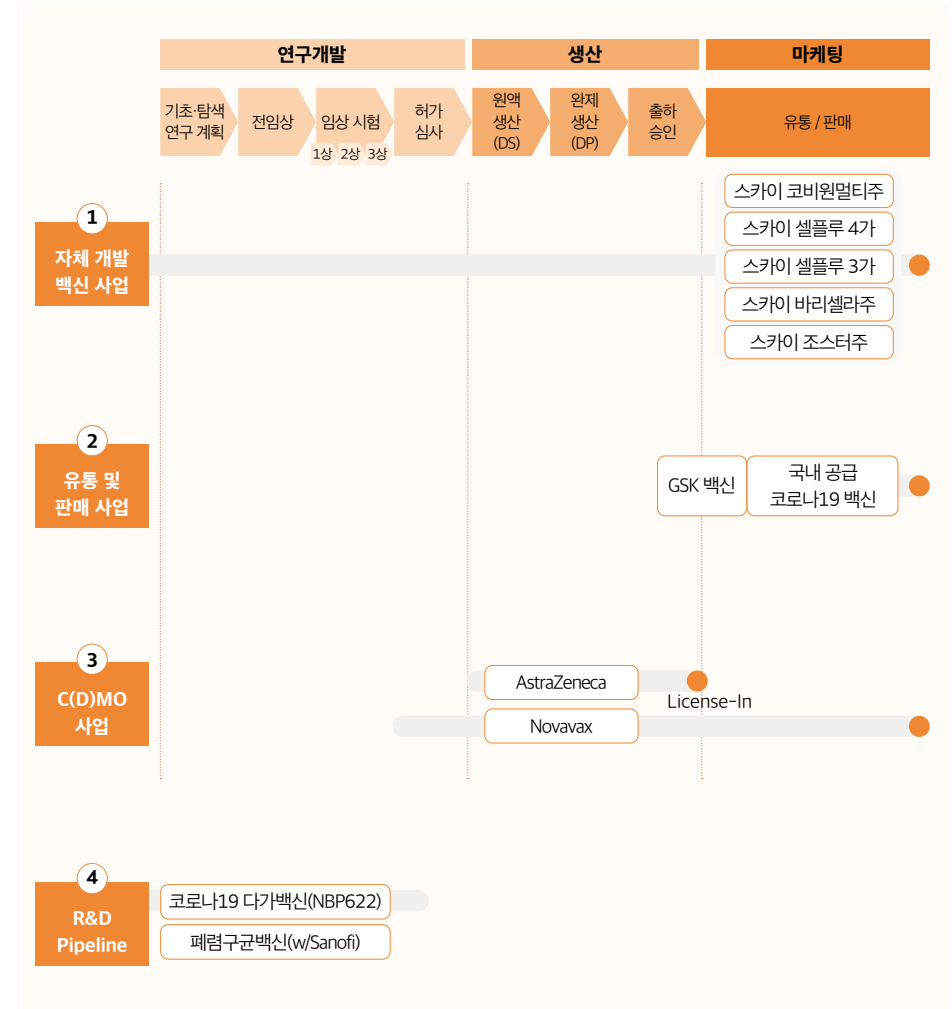 연구개발
생산
마케팅
기초·탐색
연구 계획
전임상
임상 시험
1상 2상 3상
허가
심사
원액
생산
(DS)
완제
생산
(DP)
출하
승인
유통 / 판매
1
자체 개발
백신 사업
스카이 코비원멀티주
스카이 셀플루 4가
스카이 셀플루 3가
스카이 바리셀라주
스카이 조스터주
2
유통 및
판매 사업
GSK 백신
국내 공급
코로나19 백신
3
C(D)MO
사업
AstraZeneca
License-In
Novavax
4
R&D
Pipeline
코로나19 다가백신(NBP622)
폐렴구균백신(w/Sanofi)